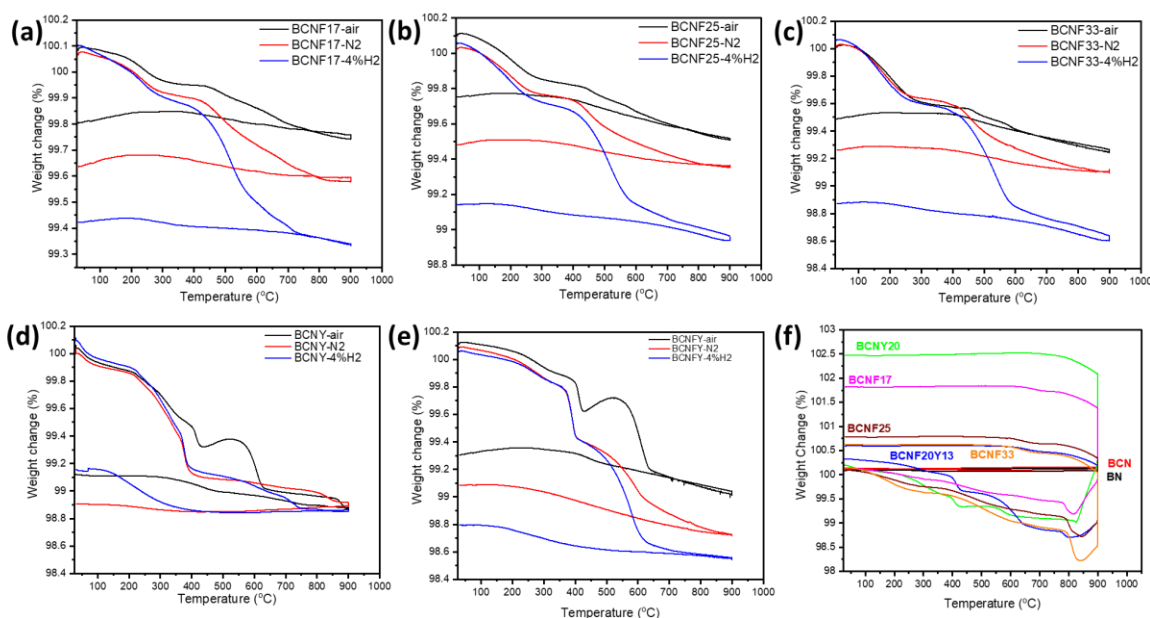 (a)
BCNF17-air
BCNF17-N2
BCNF17-4%H2
100.2
100.1
100.0
99.9
99.8
99.7
99.6
99.5
99.4
99.3
Weight change (%)
100 200 300 400 500 600 700 800 900 1000
Temperature (°C)
(b)
BCNF25-air
BCNF25-N2
BCNF25-4%H2
100.2
100.0
99.8
99.6
99.4
99.2
99.0
98.8
Weight change (%)
100 200 300 400 500 600 700 800 900 1000
Temperature (°C)
(c)
BCNF33-air
BCNF33-N2
BCNF33-4%H2
100.2
100.0
99.8
99.6
99.4
99.2
99
98.8
98.6
98.4
Weight change (%)
100 200 300 400 500 600 700 800 900 1000
Temperature (°C)
(d)
BCNY-air
BCNY-N2
BCNY-4%H2
100.2
100.0
99.8
99.6
99.4
99.2
99
98.8
98.6
98.4
Weight change (%)
100 200 300 400 500 600 700 800 900 1000
Temperature (°C)
(e)
BCNFY-air
BCNFY-N2
BCNFY-4%H2
100.2
100.0
99.8
99.6
99.4
99.2
99.0
98.8
98.6
98.4
Weight change (%)
100 200 300 400 500 600 700 800 900 1000
Temperature (°C)
(f)
BCNY20
BCNF17
BCNF25
BCNF20Y13
BCNF33
BCN
BN
103
102.5
102
101.5
101
100.5
100
99.5
99
98.5
98
Weight change (%)
100 200 300 400 500 600 700 800 900 1000
Temperature (°C)